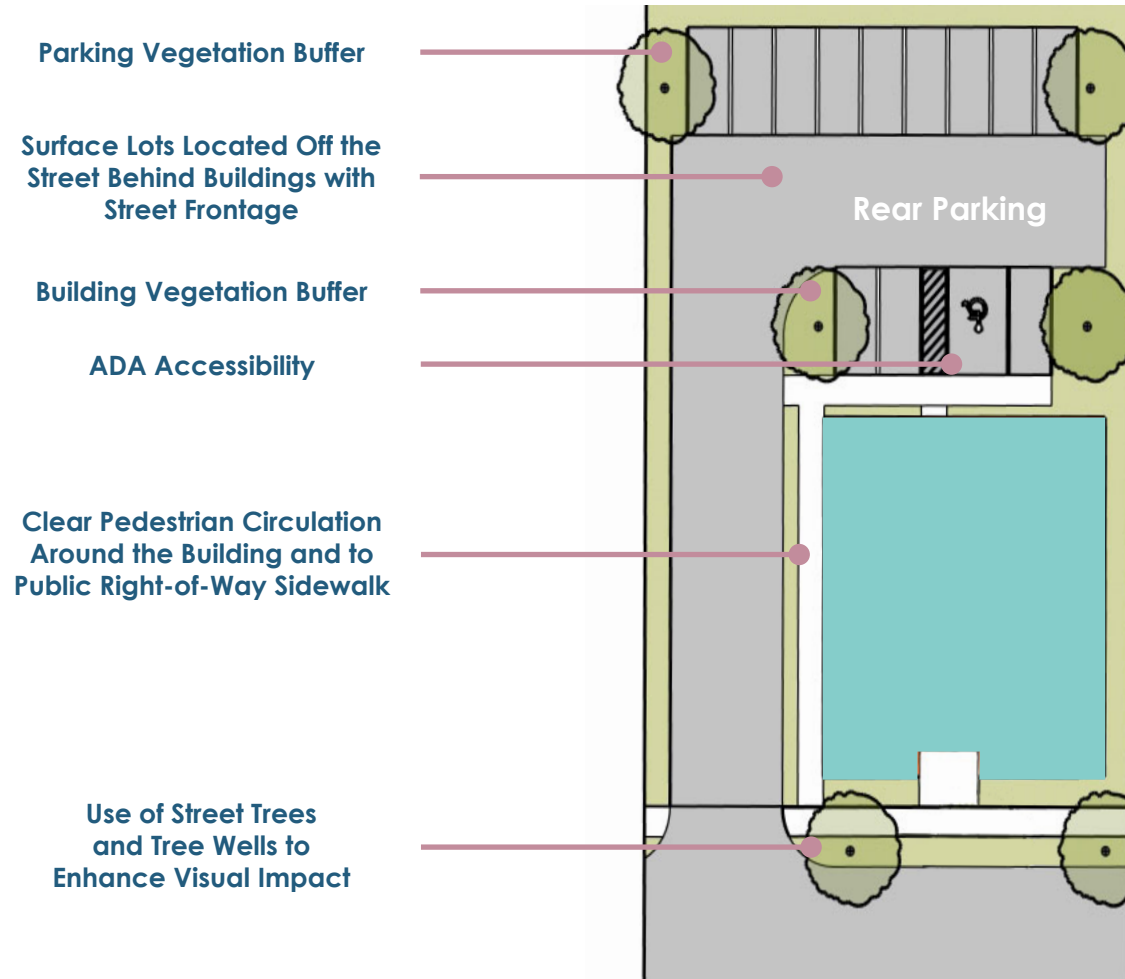 Parking Vegetation Buffer
Surface Lots Located Off the
Street Behind Buildings with
Street Frontage
Rear Parking
Building Vegetation Buffer
ADA Accessibility
Clear Pedestrian Circulation
Around the Building and to
Public Right-of-Way Sidewalk
Use of Street Trees
and Tree Wells to
Enhance Visual Impact